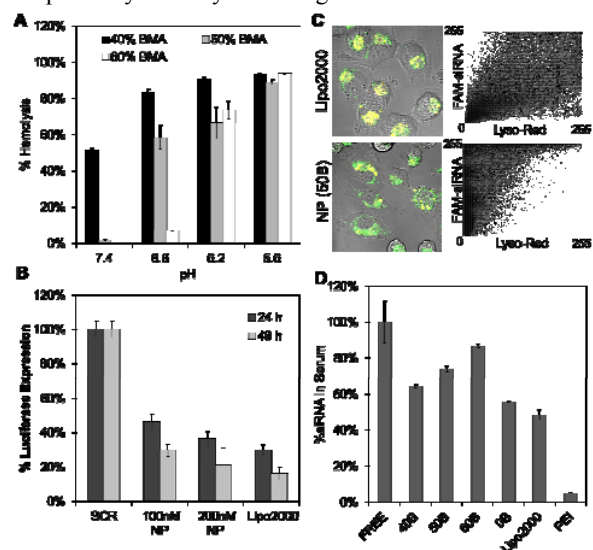 A
40% BMA
50% BMA
60% BMA
120%
100%
80%
60%
40%
20%
0%
% Hemolysis
7.4
6.8
6.2
5.6
pH
B
120%
100%
80%
60%
40%
20%
0%
% Luciferase Expression
24 h
48 h
SCR
100nM NP
200nM NP
Lipo2000
C
Lipo2000
NP (50B)
255
FAM-siRNA
0
Lyso-Red
255
255
FAM-siRNA
0
Lyso-Red
255
D
120%
100%
80%
60%
40%
20%
0%
%siRNA in Serum
FREE
40B
50B
60B
0B
Lipo2000
PEI